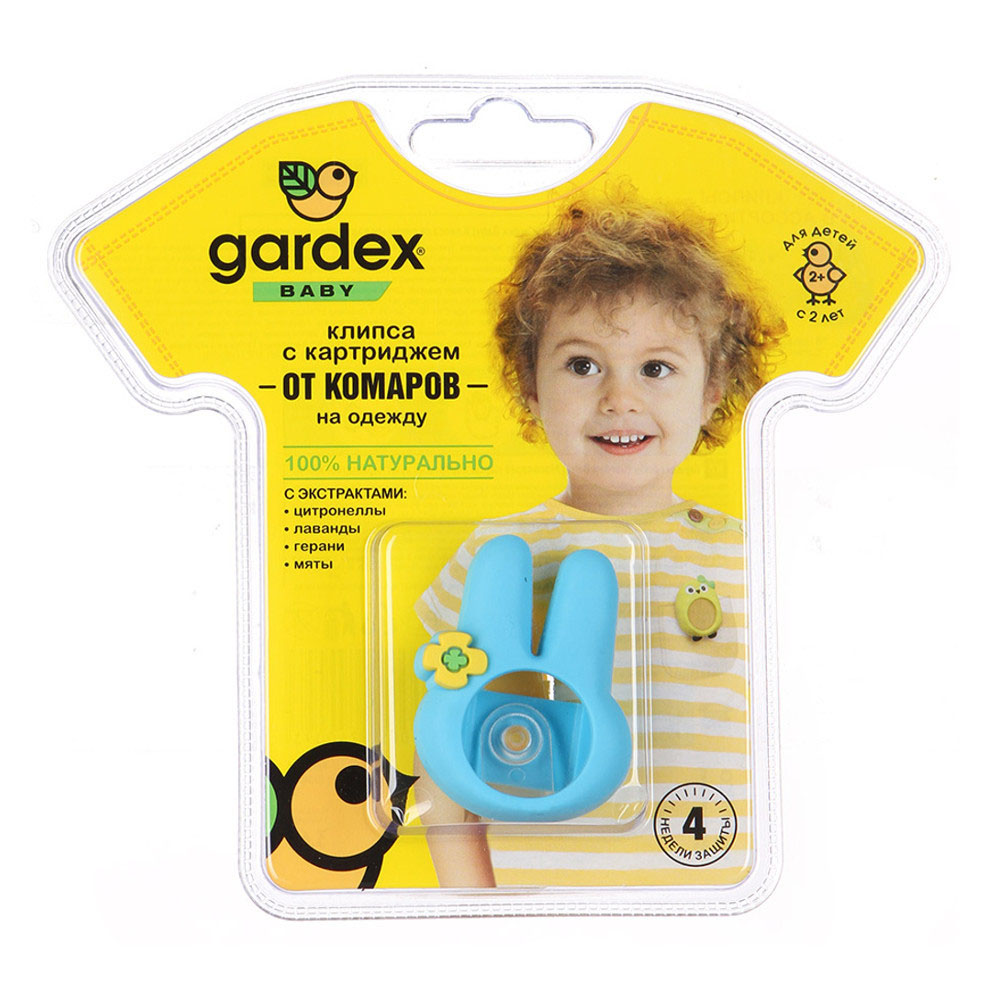 gardex®
BABY
клипса
с картриджем
– ОТ КОМАРОВ –
на одежду
100% НАТУРАЛЬНО
С ЭКСТРАКТАМИ:
• цитронеллы
• лаванды
• герани
• мяты
для детей
2+
с 2 лет
4
НЕДЕЛИ ЗАЩИТЫ